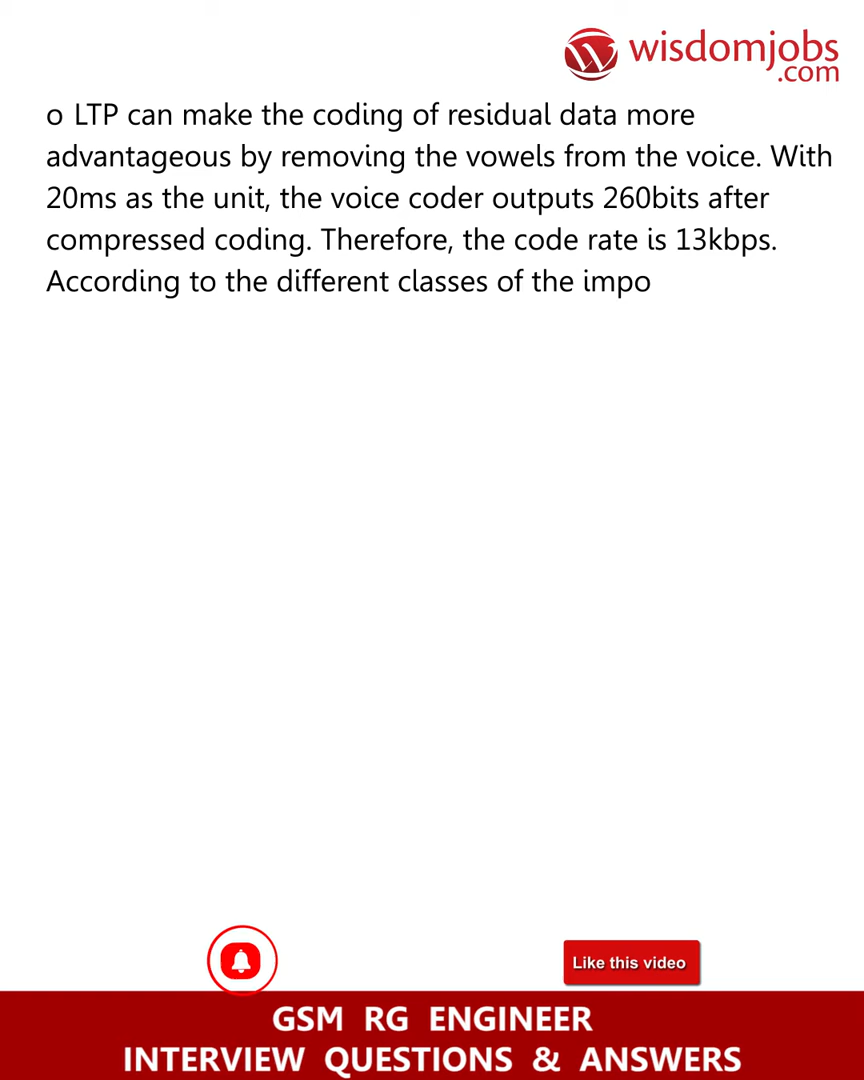 wisdomjobs
.com
o LTP can make the coding of residual data more
advantageous by removing the vowels from the voice. With
20ms as the unit, the voice coder outputs 260bits after
compressed coding. Therefore, the code rate is 13kbps.
According to the different classes of the impo
Like this video
GSM RG ENGINEER
INTERVIEW QUESTIONS & ANSWERS